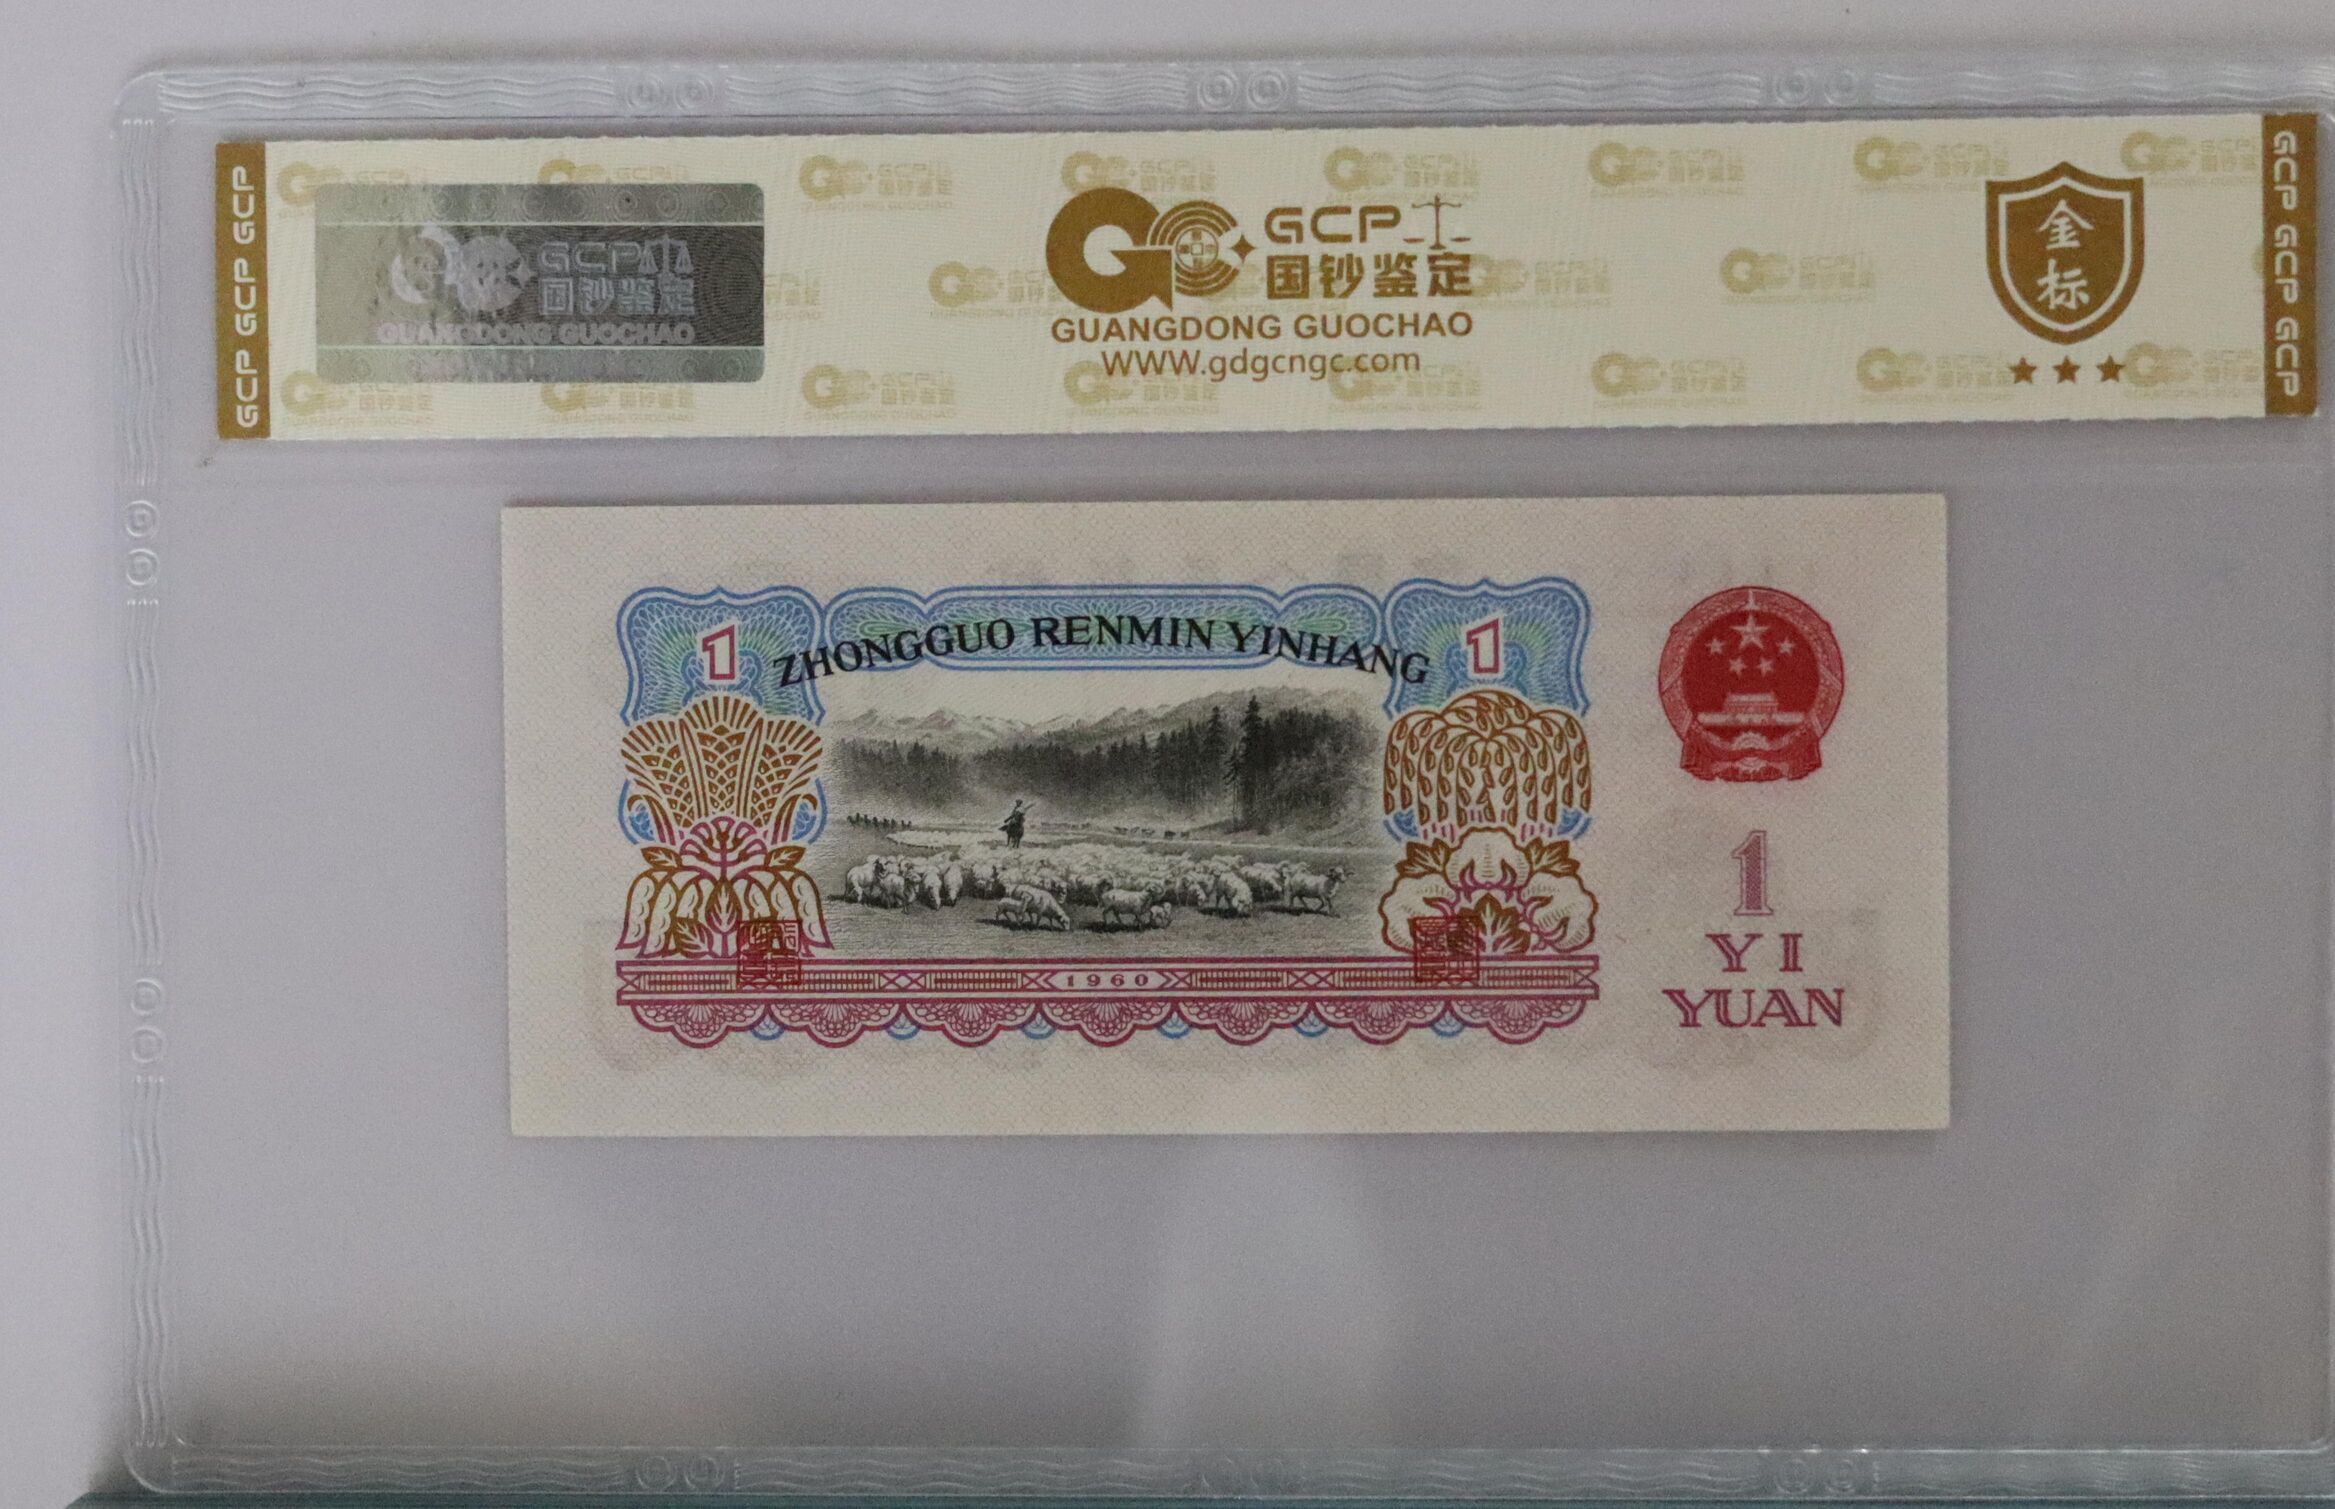 GCP GCP GCP
GCP 国钞鉴定
GUANGDONG GUOCHAO
GCP
国钞鉴定
GUANGDONG GUOCHAO
WWW.gdgcngc.com
金标
GCP GCP GCP
ZHONGGUO RENMIN YINHANG
1
1
1960
1
YI
YUAN